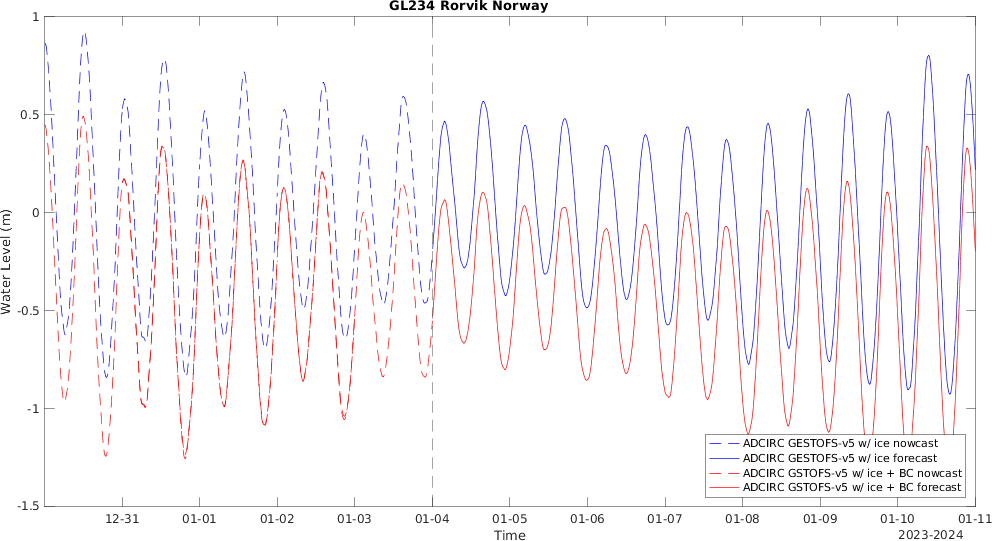 GL234 Rorvik Norway
1
0.5
0
-0.5
-1
-1.5
Water Level (m)
12-31
01-01
01-02
01-03
01-04
01-05
01-06
01-07
01-08
01-09
01-10
01-11
Time
2023-2024
ADCIRC GESTOFS-v5 w/ ice nowcast
ADCIRC GESTOFS-v5 w/ ice forecast
ADCIRC GSTOFS-v5 w/ ice + BC nowcast
ADCIRC GSTOFS-v5 w/ ice + BC forecast